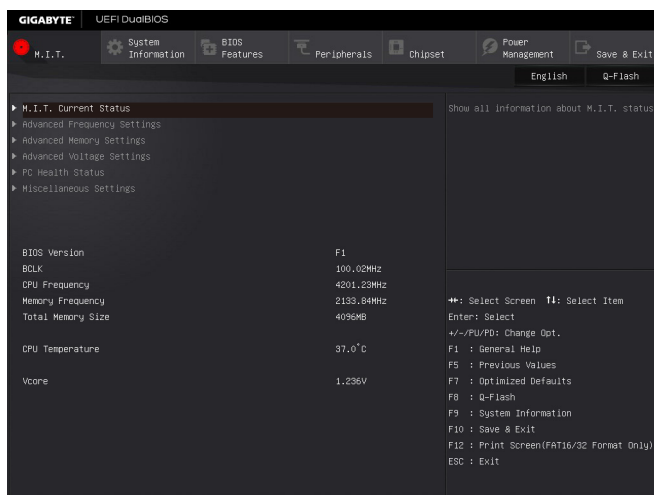 GIGABYTE™ UEFI DualBIOS
M.I.T.
System Information
BIOS Features
Peripherals
Chipset
Power Management
Save & Exit
English Q-Flash
M.I.T. Current Status
Advanced Frequency Settings
Advanced Memory Settings
Advanced Voltage Settings
PC Health Status
Miscellaneous Settings
Show all information about M.I.T. status
BIOS Version F1
BCLK 100.02MHz
CPU Frequency 4201.23MHz
Memory Frequency 2133.84MHz
Total Memory Size 4096MB
CPU Temperature 37.0°C
Vcore 1.236V
→←: Select Screen ↑↓: Select Item
Enter: Select
+/-/PU/PD: Change Opt.
F1 : General Help
F5 : Previous Values
F7 : Optimized Defaults
F8 : Q-Flash
F9 : System Information
F10 : Save & Exit
F12 : Print Screen(FAT16/32 Format Only)
ESC : Exit